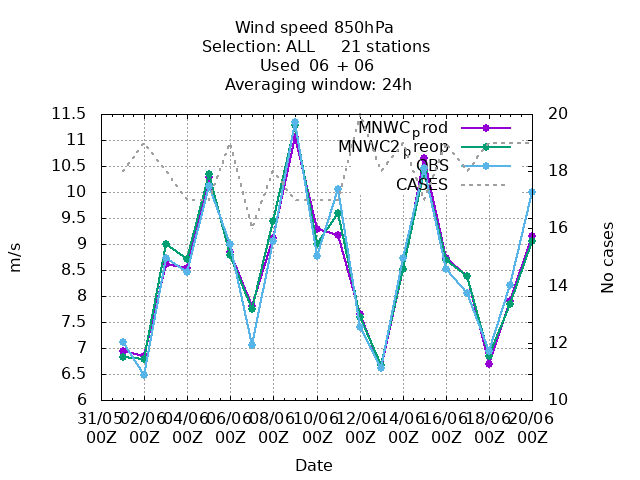 Wind speed 850hPa
Selection: ALL 21 stations
Used 06 + 06
Averaging window: 24h
11.5
11
10.5
10
9.5
9
8.5
8
7.5
7
6.5
6
20
18
16
14
12
10
MNWCprod
MNWC2preop
OBS
CASES
m/s
No cases
31/05 02/06 04/06 06/06 08/06 10/06 12/06 14/06 16/06 18/06 20/06
00Z 00Z 00Z 00Z 00Z 00Z 00Z 00Z 00Z 00Z 00Z
Date